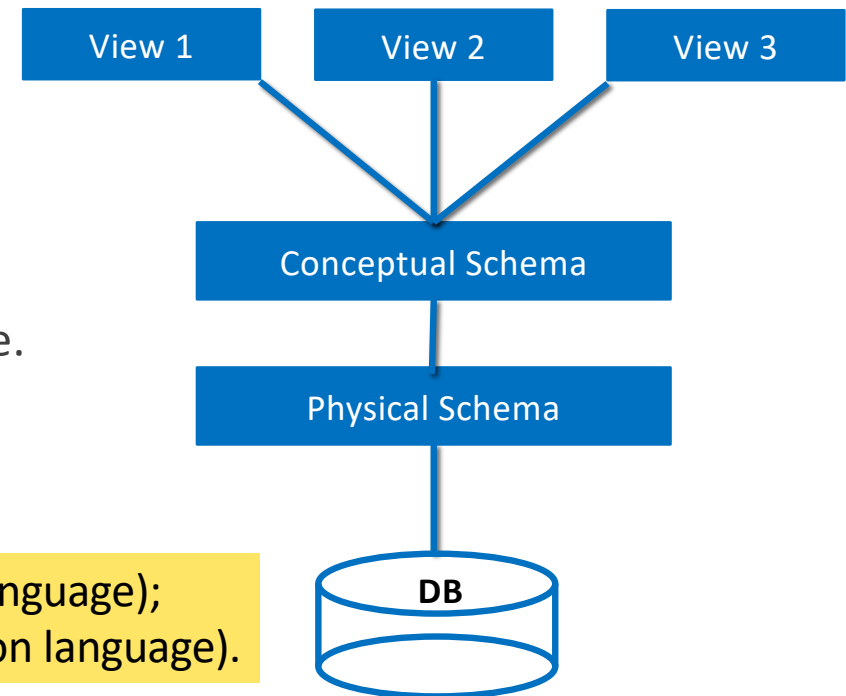 View 1
View 2
View 3
Conceptual Schema
e.
Physical Schema
DB
nguage);
on language).